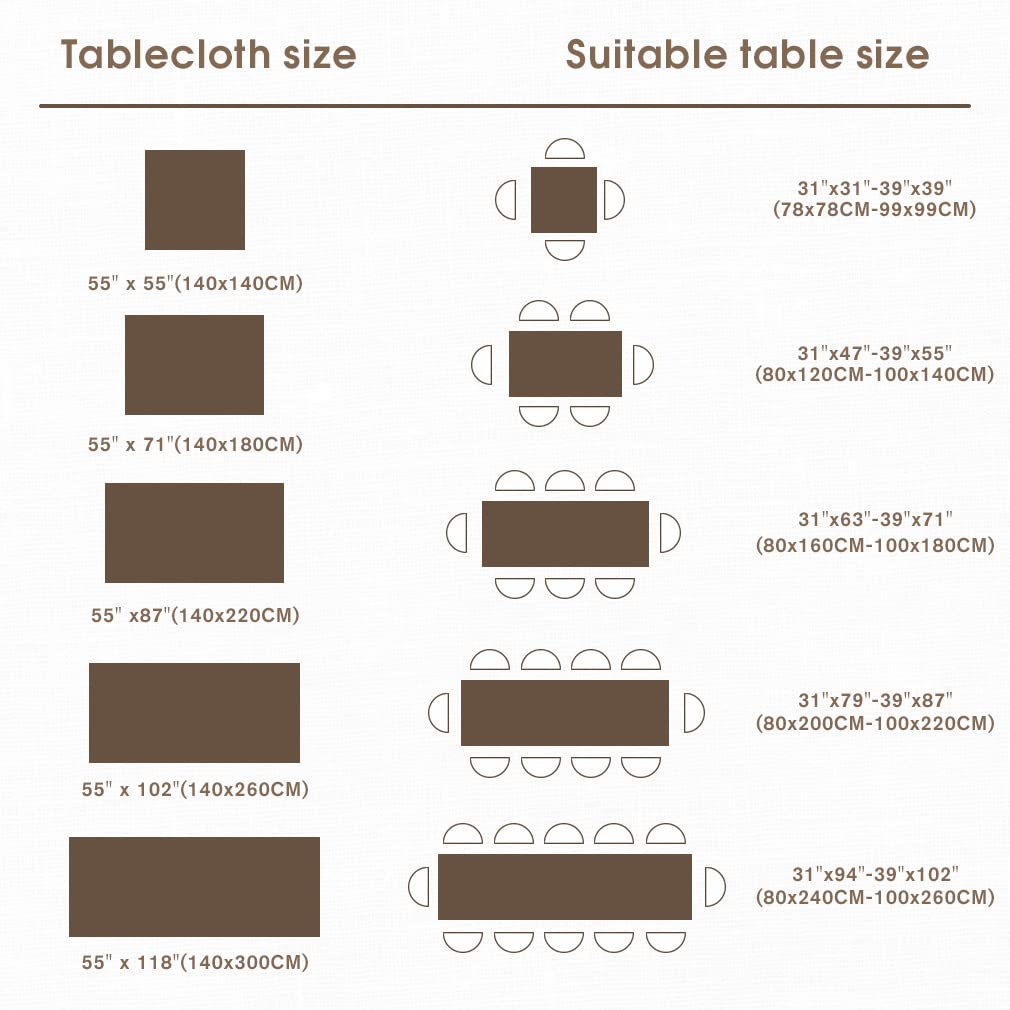 Tablecloth size
Suitable table size
55" x 55"(140x140CM)
31"x31"-39"x39"
(78x78CM-99x99CM)
55" x 71"(140x180CM)
31"x47"-39"x55"
(80x120CM-100x140CM)
55" x87"(140x220CM)
31"x63"-39"x71"
(80x160CM-100x180CM)
55" x 102"(140x260CM)
31"x79"-39"x87"
(80x200CM-100x220CM)
55" x 118"(140x300CM)
31"x94"-39"x102"
(80x240CM-100x260CM)